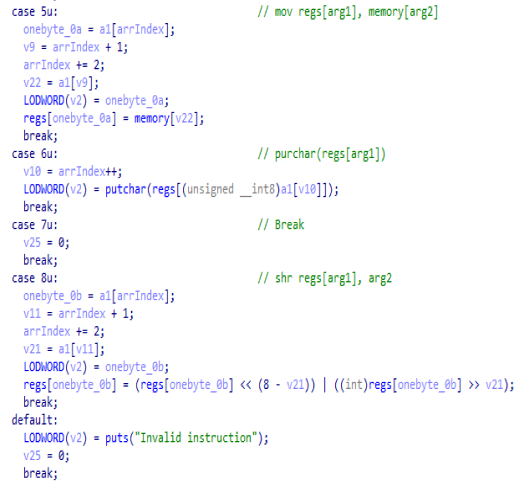 case 5u: // mov regs[arg1], memory[arg2]
onebyte_0a = a1[arrIndex];
v9 = arrIndex + 1;
arrIndex += 2;
v22 = a1[v9];
LODWORD(v2) = onebyte_0a;
regs[onebyte_0a] = memory[v22];
break;
case 6u: // purchar(regs[arg1])
v10 = arrIndex++;
LODWORD(v2) = putchar(regs[(unsigned __int8)a1[v10]]);
break;
case 7u: // Break
v25 = 0;
break;
case 8u: // shr regs[arg1], arg2
onebyte_0b = a1[arrIndex];
v11 = arrIndex + 1;
arrIndex += 2;
v21 = a1[v11];
LODWORD(v2) = onebyte_0b;
regs[onebyte_0b] = (regs[onebyte_0b] << (8 - v21)) | ((int)regs[onebyte_0b] >> v21);
break;
default:
LODWORD(v2) = puts("Invalid instruction");
v25 = 0;
break;